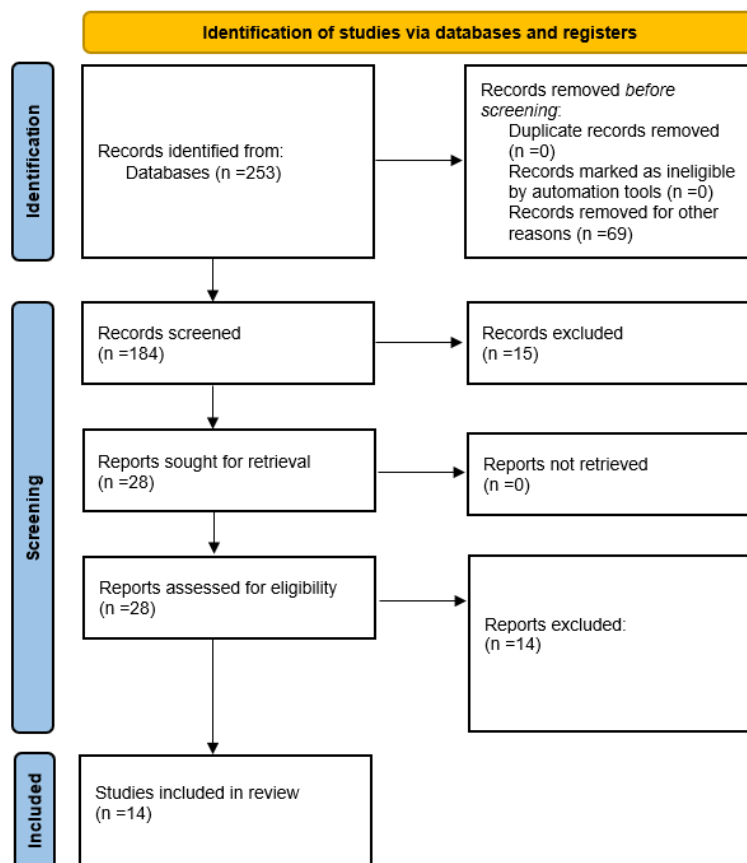 Identification of studies via databases and registers
Identification
Records identified from:
Databases (n =253)
Records removed before
screening:
Duplicate records removed
(n =0)
Records marked as ineligible
by automation tools (n =0)
Records removed for other
reasons (n =69)
Screening
Records screened
(n =184)
Records excluded
(n =15)
Reports sought for retrieval
(n =28)
Reports not retrieved
(n =0)
Reports assessed for eligibility
(n =28)
Reports excluded:
(n =14)
Included
Studies included in review
(n =14)